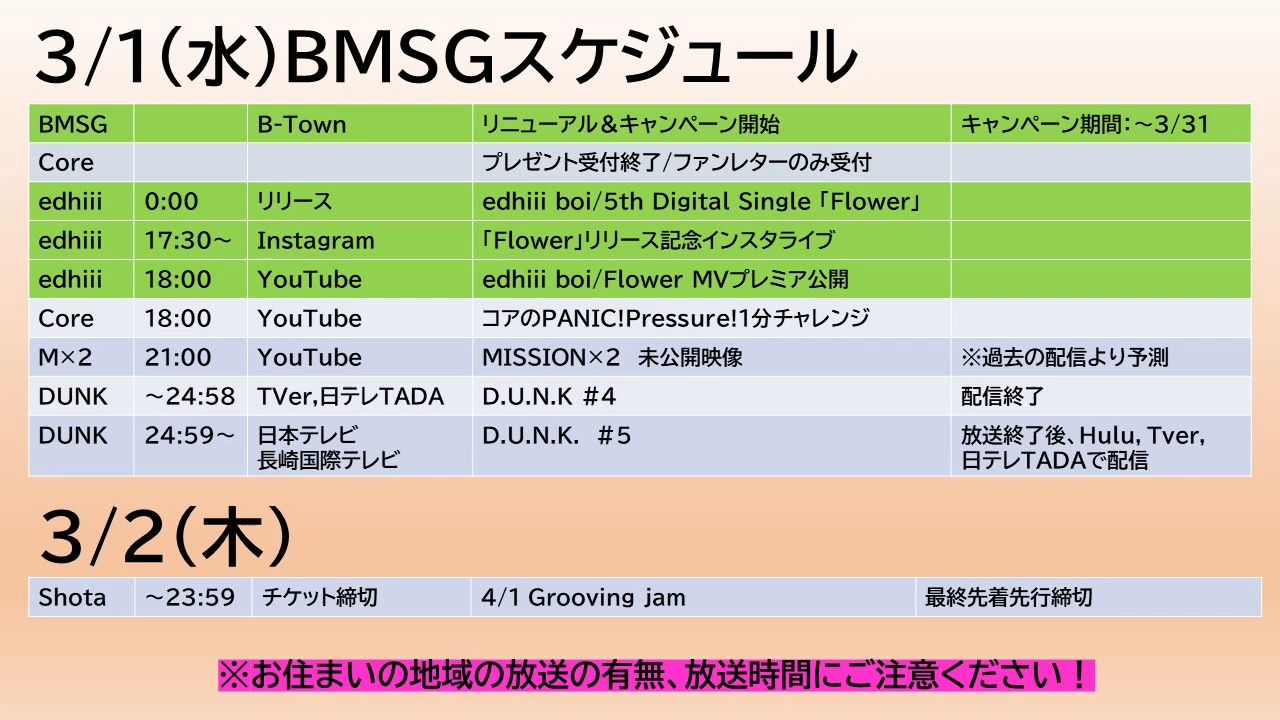 3/1(水)BMSGスケジュール
BMSG B-Town リニューアル&キャンペーン開始 キャンペーン期間:~3/31
Core プレゼント受付終了/ファンレターのみ受付
edhiii 0:00 リリース edhiii boi/5th Digital Single「Flower」
edhiii 17:30~ Instagram 「Flower」リリース記念インスタライブ
edhiii 18:00 YouTube edhiii boi/Flower MVプレミア公開
Core 18:00 YouTube コアのPANIC!Pressure!1分チャレンジ
M×2 21:00 YouTube MISSION×2 未公開映像 ※過去の配信より予測
DUNK ~24:58 TVer,日テレTADA D.U.N.K #4 配信終了
DUNK 24:59~ 日本テレビ D.U.N.K. #5 放送終了後、Hulu, Tver,
長崎国際テレビ 日テレTADAで配信
3/2(木)
Shota ~23:59 チケット締切 4/1 Grooving jam 最終先着先行締切
※お住まいの地域の放送の有無、放送時間にご注意ください!